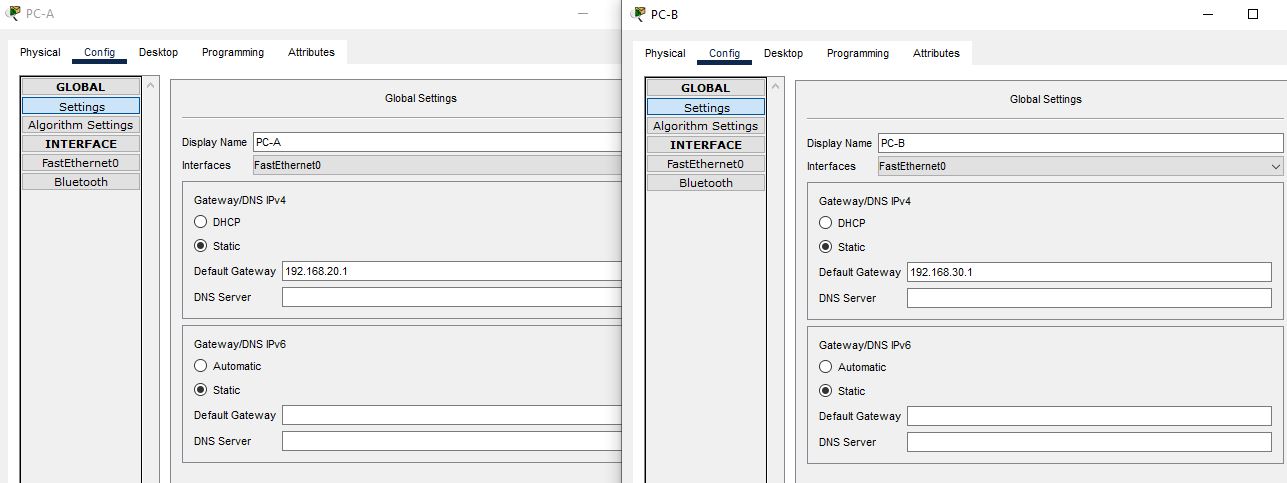 PC-A
Physical Config Desktop Programming Attributes
GLOBAL
Settings
Algorithm Settings
INTERFACE
FastEthernet0
Bluetooth
Global Settings
Display Name PC-A
Interfaces FastEthernet0
Gateway/DNS IPv4
DHCP
Static
Default Gateway 192.168.20.1
DNS Server
Gateway/DNS IPv6
Automatic
Static
Default Gateway
DNS Server
PC-B
Physical Config Desktop Programming Attributes
GLOBAL
Settings
Algorithm Settings
INTERFACE
FastEthernet0
Bluetooth
Global Settings
Display Name PC-B
Interfaces FastEthernet0
Gateway/DNS IPv4
DHCP
Static
Default Gateway 192.168.30.1
DNS Server
Gateway/DNS IPv6
Automatic
Static
Default Gateway
DNS Server